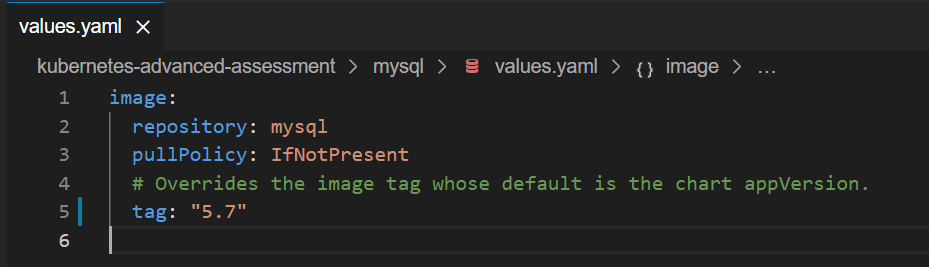 values.yaml ×
kubernetes-advanced-assessment > mysql > values.yaml > {} image > ...
1 image:
2   repository: mysql
3   pullPolicy: IfNotPresent
4   # Overrides the image tag whose default is the chart appVersion.
5   tag: "5.7"
6